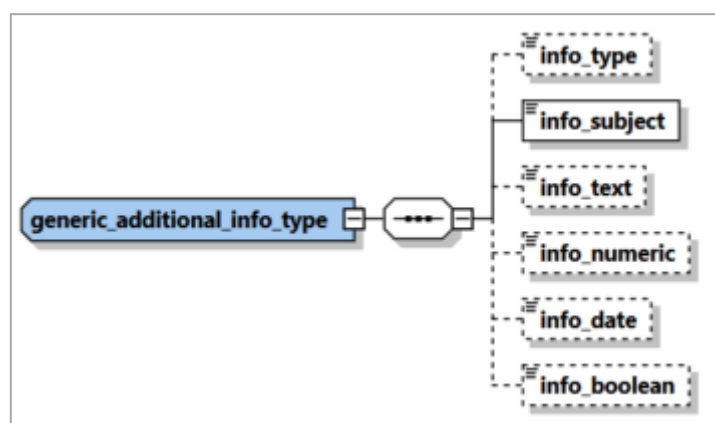 info_type
info_subject
info_text
generic_additional_info_type
info_numeric
info_date
info_boolean